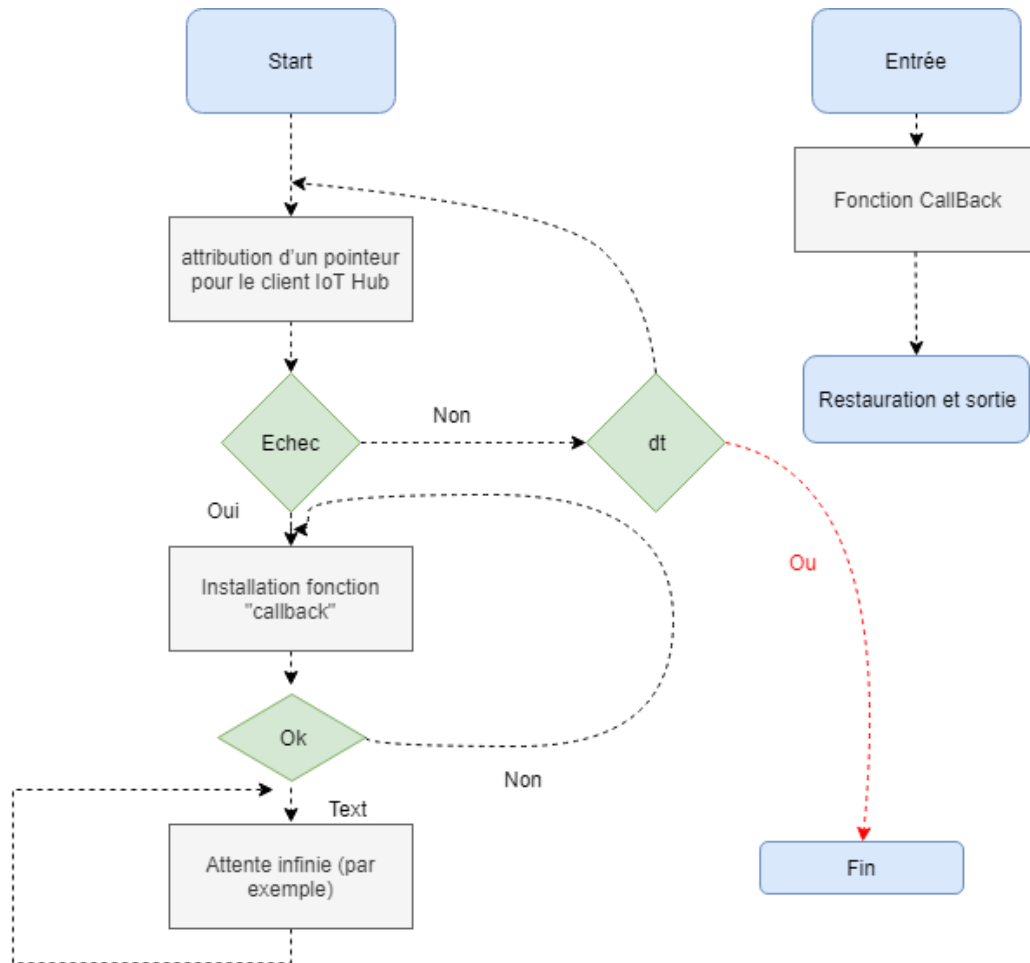 Start
Entrée
Fonction CallBack
attribution d'un pointeur
pour le client IoT Hub
Restauration et sortie
Echec
Non
dt
Oui
Installation fonction
"callback"
Ou
Ok
Non
Text
Attente infinie (par
exemple)
Fin